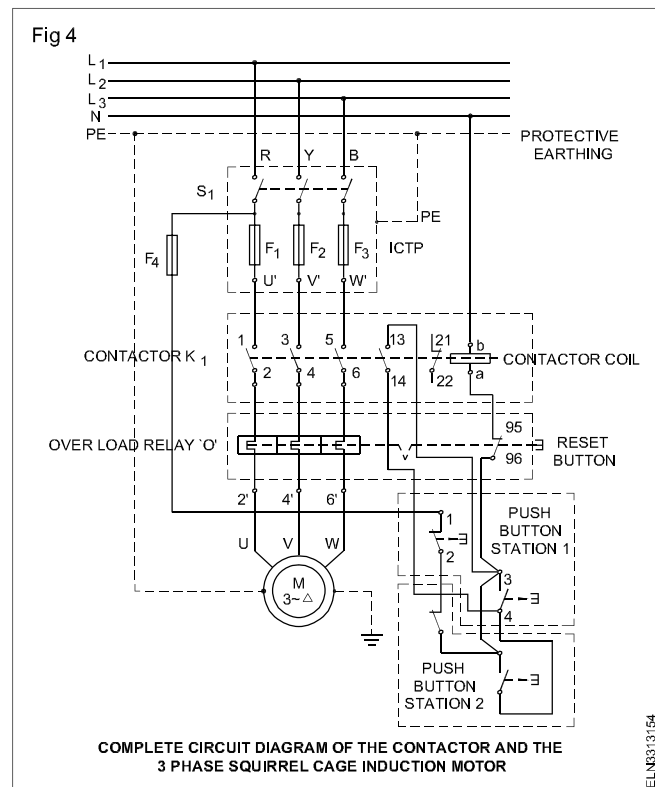 Fig 4
L1
L2
L3
N
PE
PROTECTIVE
EARTHING
R Y B
S1
PE
ICTP
F4
F1 F2 F3
U' V' W'
CONTACTOR K1
1 3 5 13 21 b
2 4 6 14 22 a
CONTACTOR COIL
OVER LOAD RELAY `O'
95
96
RESET
BUTTON
2' 4' 6'
U V W
M
3~ △
1
2
PUSH
BUTTON
STATION 1
3
4
PUSH
BUTTON
STATION 2
COMPLETE CIRCUIT DIAGRAM OF THE CONTACTOR AND THE
3 PHASE SQUIRREL CAGE INDUCTION MOTOR
ELN3313154